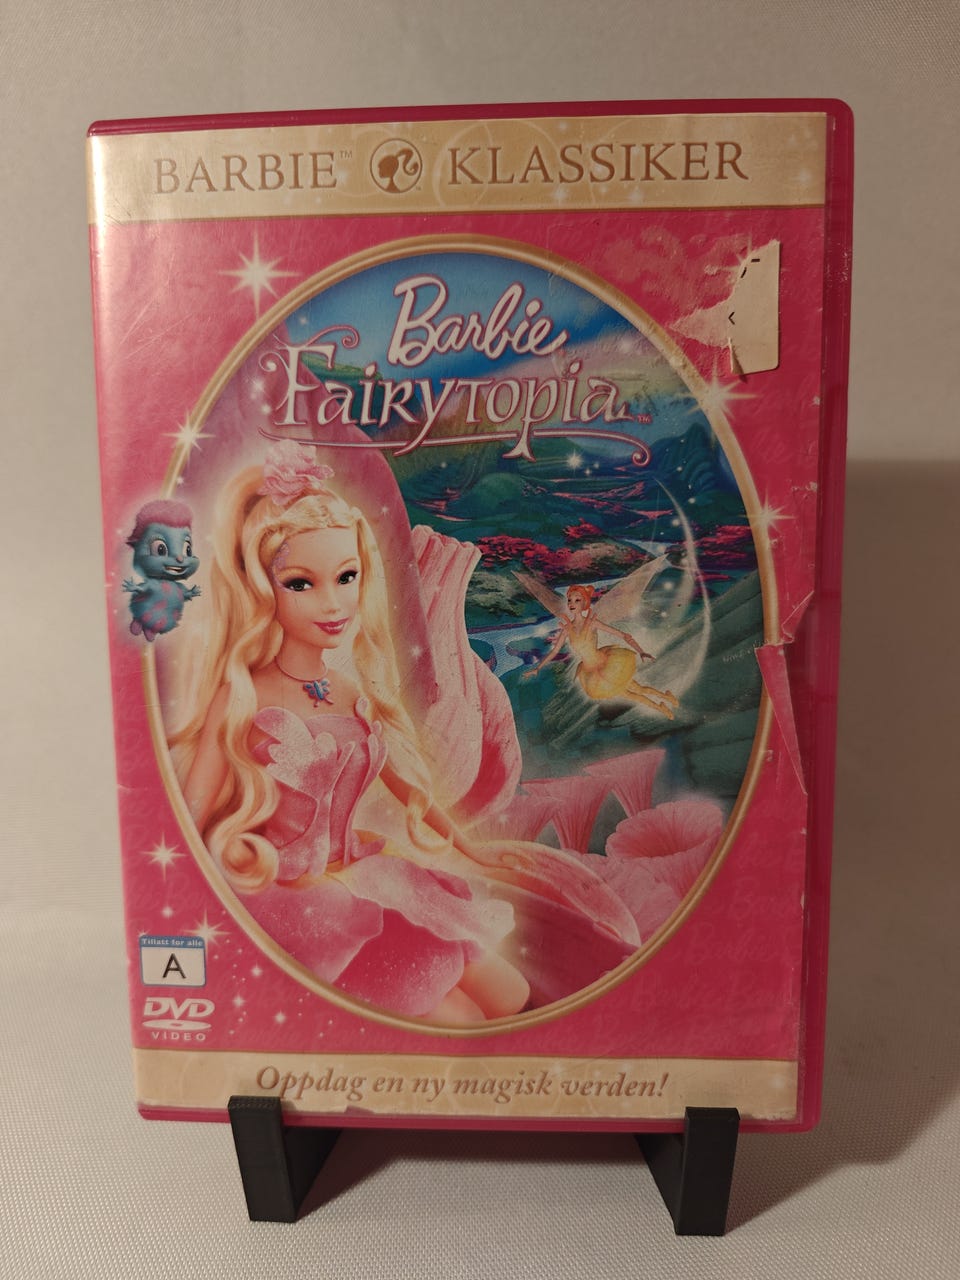 BARBIE™ KLASSIKER
Barbie
FAIRYTOPIA™
Tillatt for alle
A
DVD
VIDEO
Oppdag en ny magisk verden!